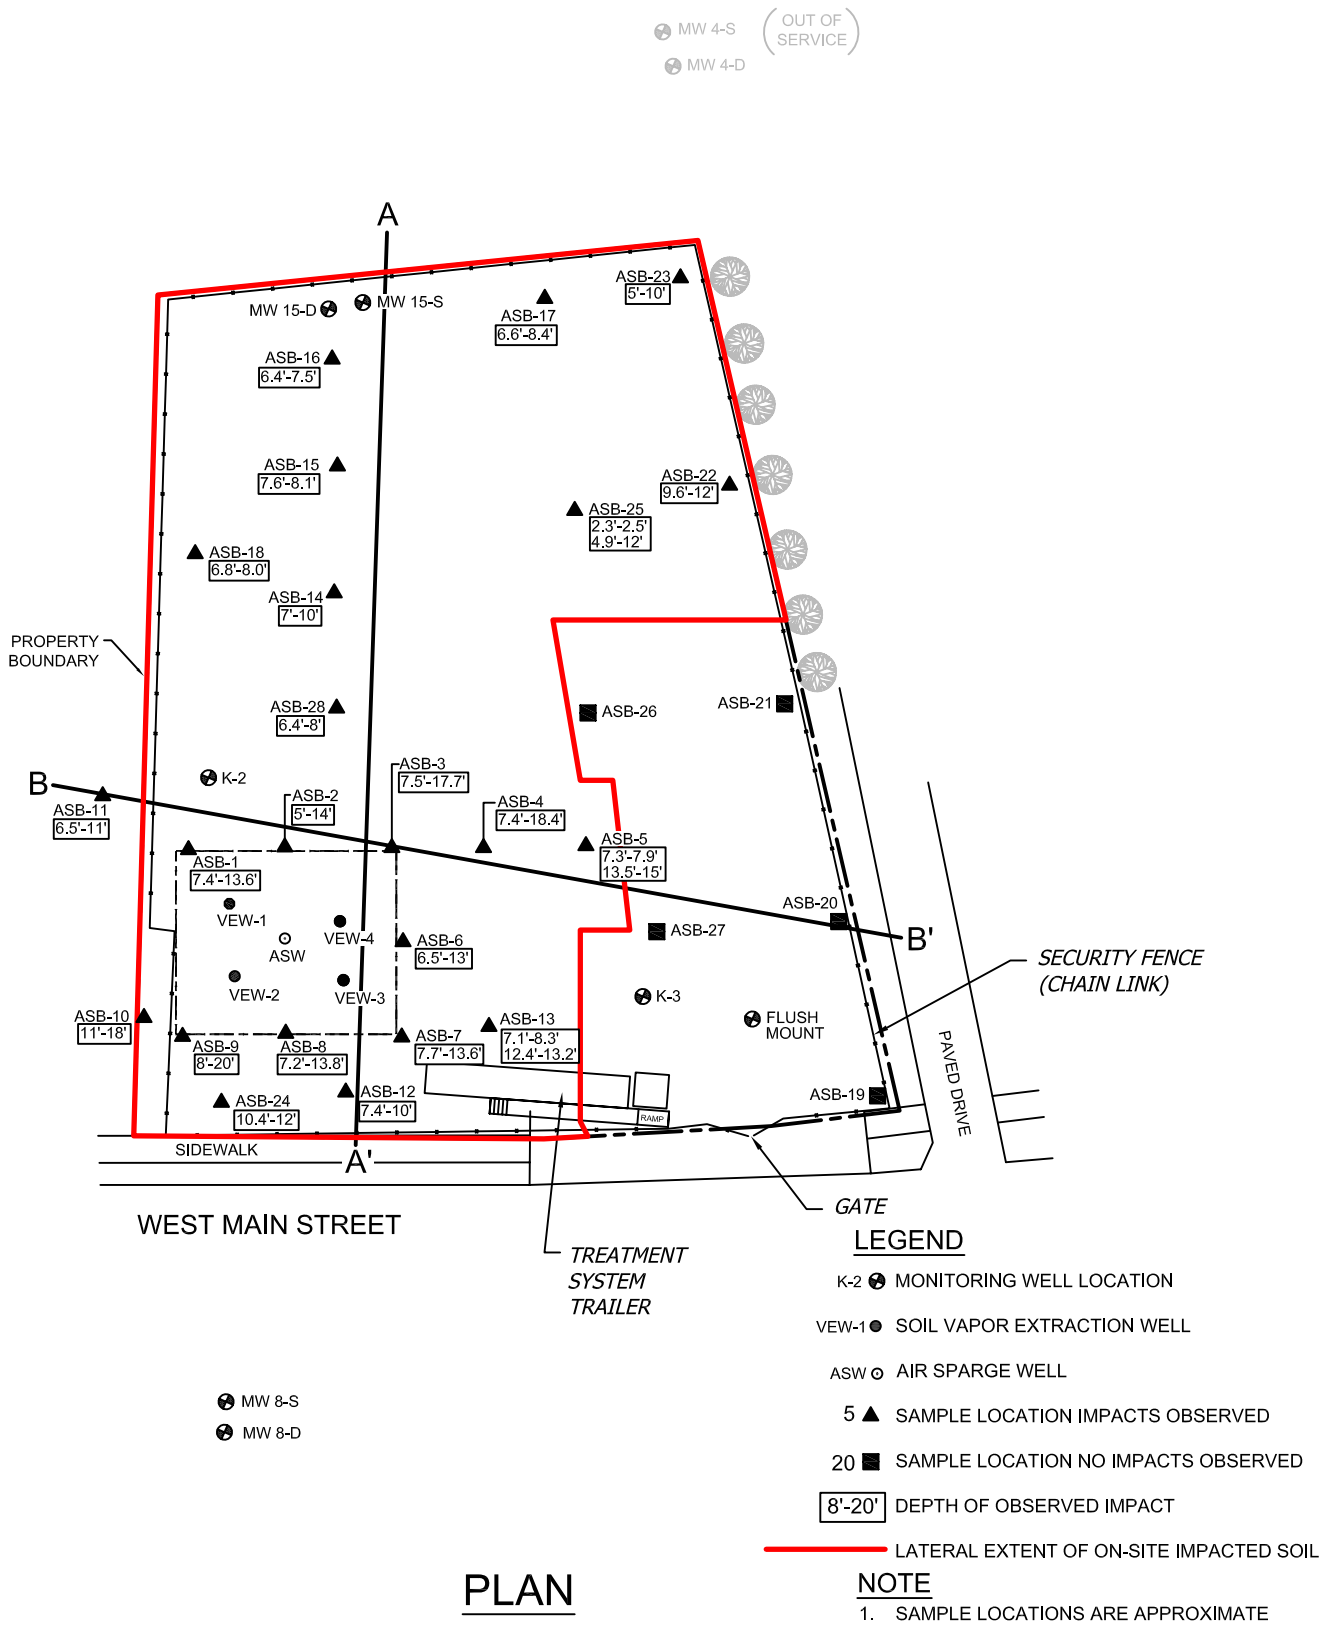 MW 4-S
OUT OF
SERVICE
MW 4-D
A
ASB-23
5'-10'
MW 15-D
MW 15-S
ASB-17
6.6'-8.4'
ASB-16
6.4'-7.5'
ASB-15
7.6'-8.1'
ASB-22
9.6'-12'
ASB-25
2.3'-2.5'
4.9'-12'
ASB-18
6.8'-8.0'
ASB-14
7'-10'
PROPERTY
BOUNDARY
ASB-28
6.4'-8'
ASB-26
ASB-21
K-2
ASB-3
7.5'-17.7'
B
ASB-11
6.5'-11'
ASB-2
5'-14'
ASB-4
7.4'-18.4'
ASB-1
7.4'-13.6'
ASB-5
7.3'-7.9'
13.5'-15'
VEW-1
VEW-4
ASW
ASB-6
6.5'-13'
ASB-27
ASB-20
B'
SECURITY FENCE
(CHAIN LINK)
VEW-2
VEW-3
K-3
ASB-10
11'-18'
ASB-9
8'-20'
ASB-8
7.2'-13.8'
ASB-7
7.7'-13.6'
ASB-13
7.1'-8.3'
12.4'-13.2'
FLUSH
MOUNT
PAVED DRIVE
ASB-24
10.4'-12'
ASB-12
7.4'-10'
ASB-19
RAMP
SIDEWALK
A'
WEST MAIN STREET
GATE
TREATMENT
SYSTEM
TRAILER
LEGEND
K-2 MONITORING WELL LOCATION
VEW-1 SOIL VAPOR EXTRACTION WELL
ASW AIR SPARGE WELL
5 SAMPLE LOCATION IMPACTS OBSERVED
20 SAMPLE LOCATION NO IMPACTS OBSERVED
8'-20' DEPTH OF OBSERVED IMPACT
LATERAL EXTENT OF ON-SITE IMPACTED SOIL
MW 8-S
MW 8-D
PLAN
NOTE
1. SAMPLE LOCATIONS ARE APPROXIMATE